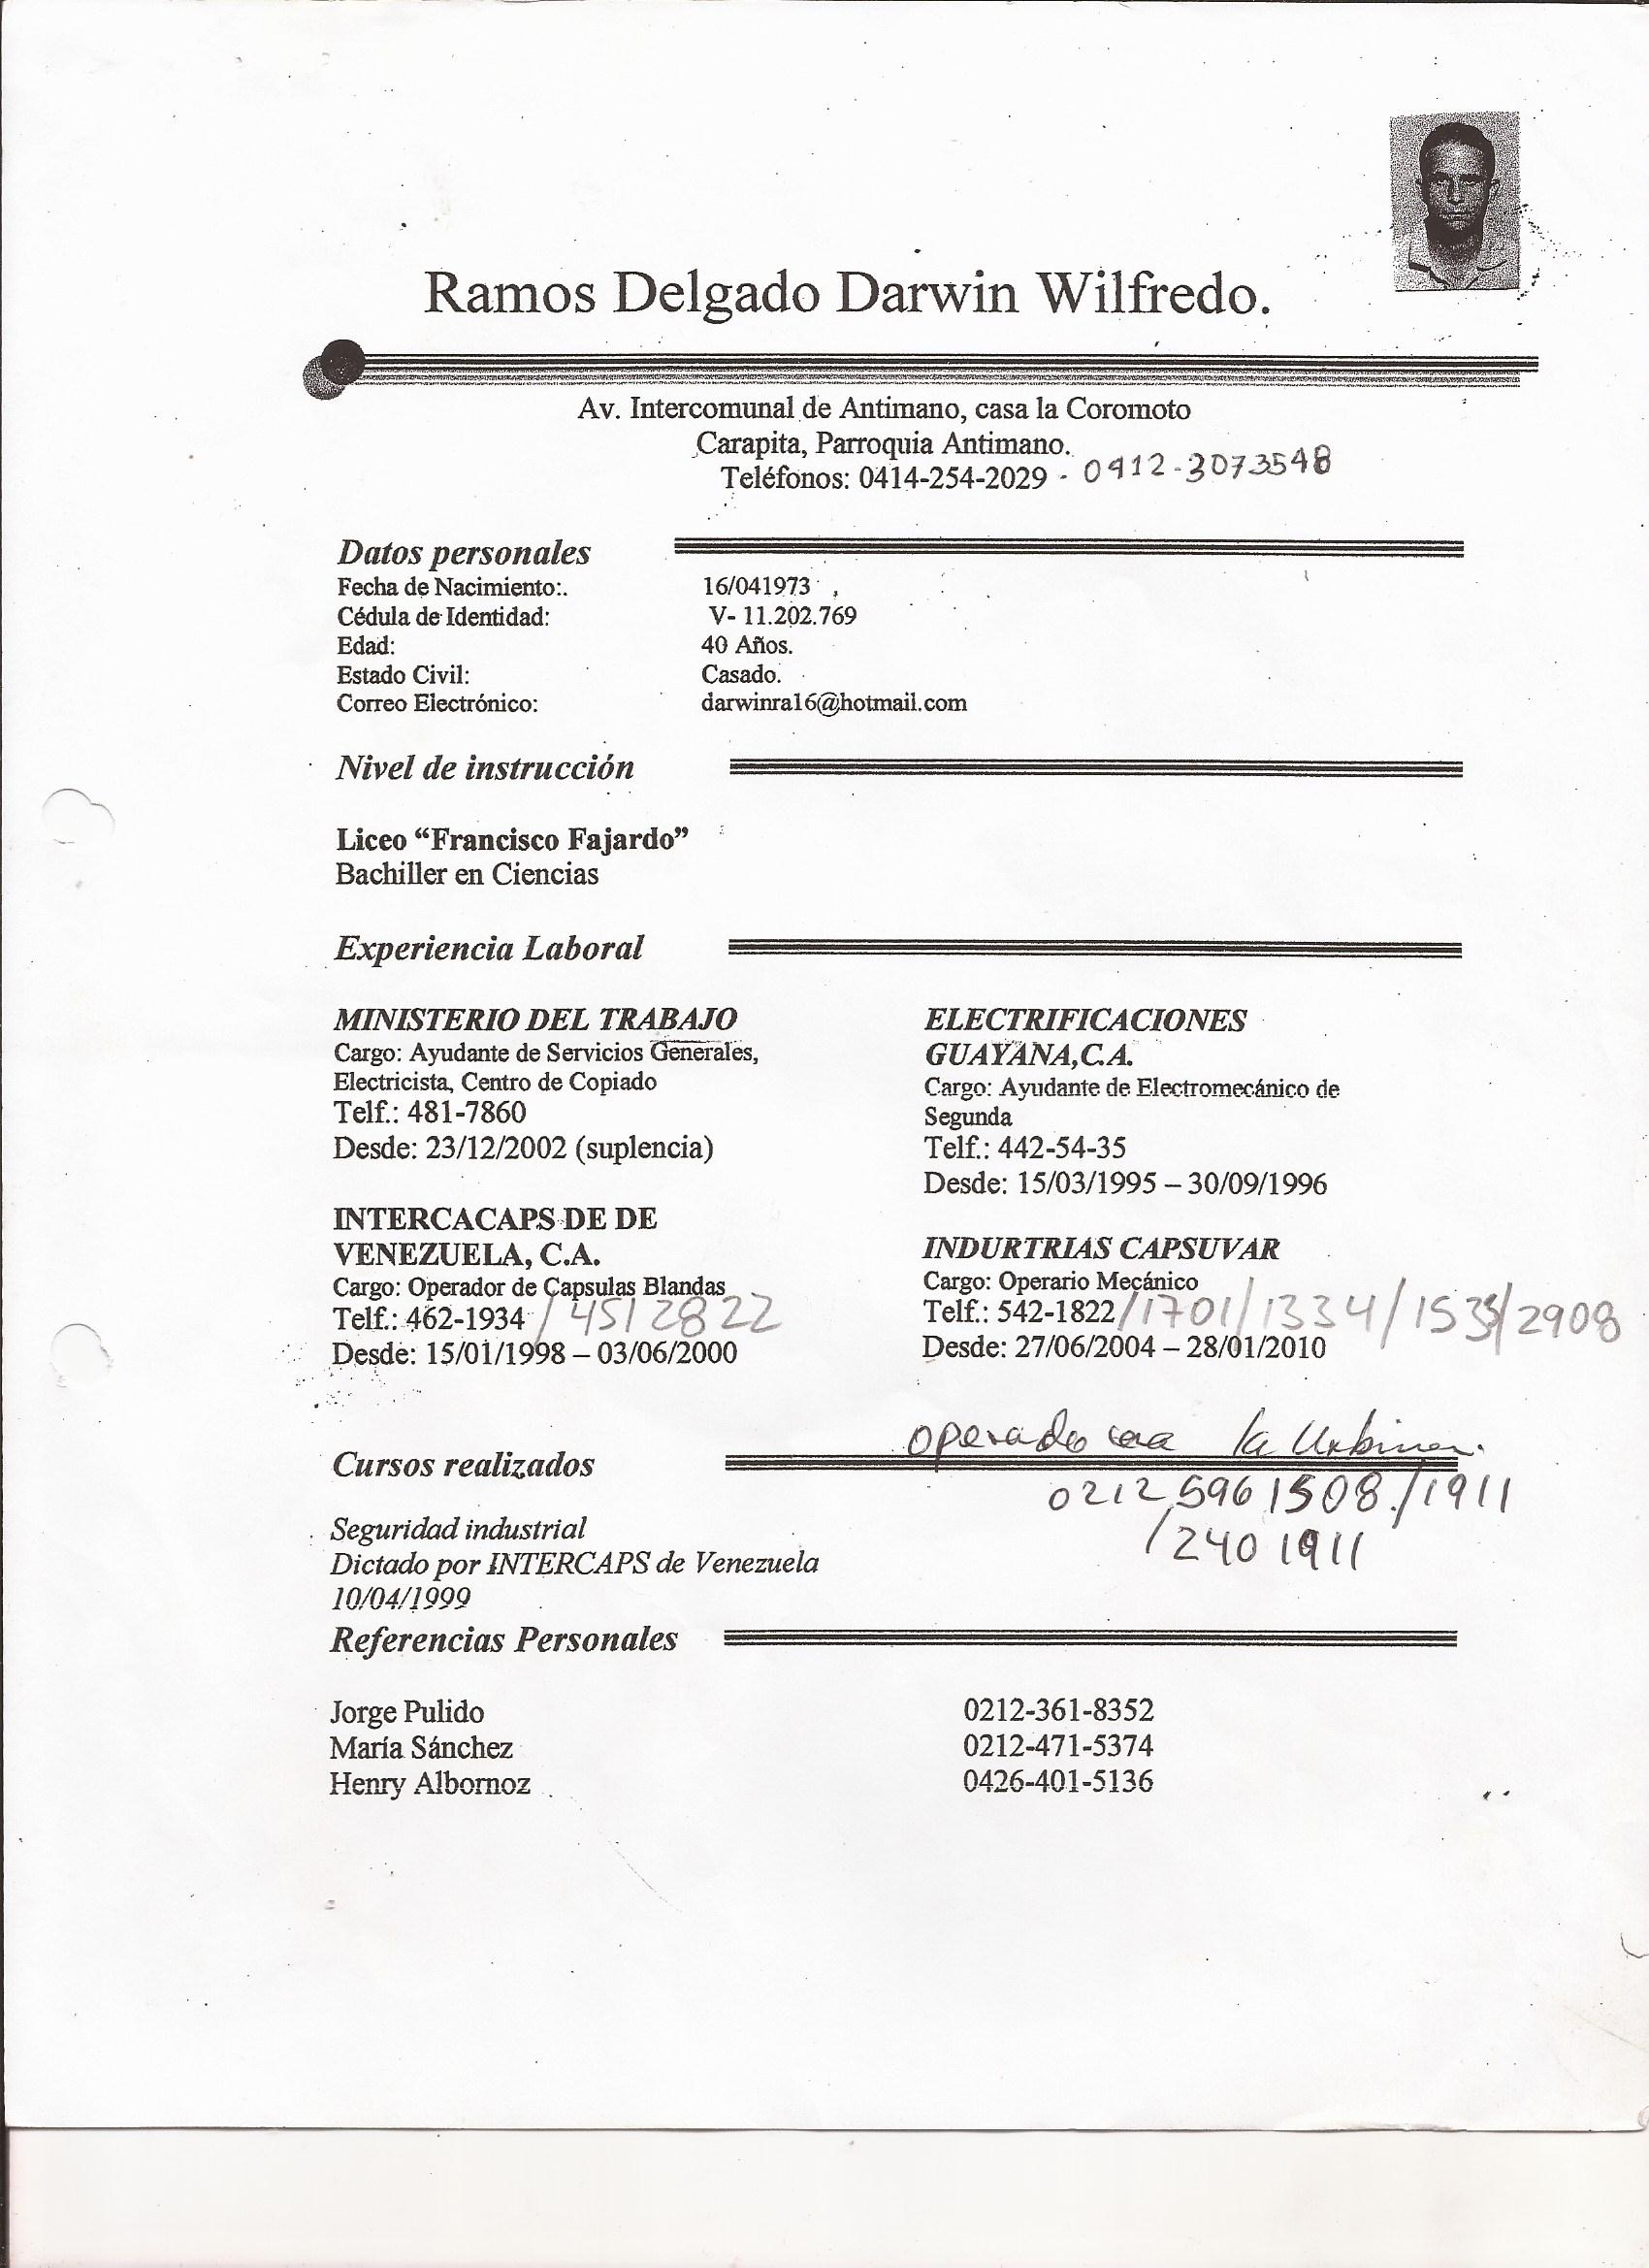 Ramos Delgado Darwin Wilfredo.
Av. Intercomunal de Antimano, casa la Coromoto
Carapita, Parroquia Antimano.
Teléfonos: 0414-254-2029 - 0412-3073548
Datos personales
Fecha de Nacimiento:. 16/041973
Cédula de Identidad: V- 11.202.769
Edad: 40 Años.
Estado Civil: Casado.
Correo Electrónico: darwinra16@hotmail.com
Nivel de instrucción
Liceo “Francisco Fajardo”
Bachiller en Ciencias
Experiencia Laboral
MINISTERIO DEL TRABAJO
Cargo: Ayudante de Servicios Generales,
Electricista, Centro de Copiado
Telf.: 481-7860
Desde: 23/12/2002 (suplencia)
INTERCACAPS DE DE
VENEZUELA, C.A.
Cargo: Operador de Capsulas Blandas
Telf.: 462-1934 / 4512822
Desde: 15/01/1998 – 03/06/2000
ELECTRIFICACIONES
GUAYANA,C.A.
Cargo: Ayudante de Electromecánico de
Segunda
Telf.: 442-54-35
Desde: 15/03/1995 – 30/09/1996
INDURTRIAS CAPSUVAR
Cargo: Operario Mecánico
Telf.: 542-1822/1701/1334/1535/2908
Desde: 27/06/2004 – 28/01/2010
la
0212 5961508./1911
/2401911
Cursos realizados
Seguridad industrial
Dictado por INTERCAPS de Venezuela
10/04/1999
Referencias Personales
Jorge Pulido 0212-361-8352
María Sánchez 0212-471-5374
Henry Albornoz 0426-401-5136